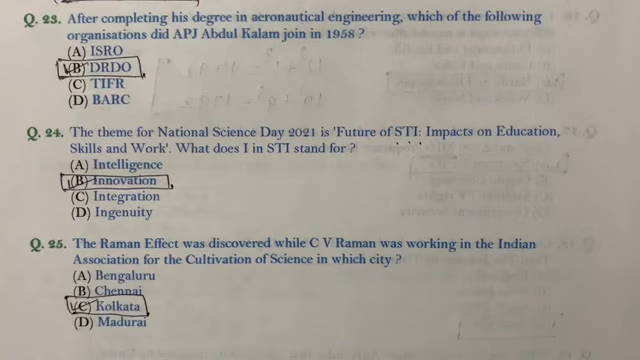 Q. 23. After completing his degree in aeronautical engineering, which of the following
organisations did APJ Abdul Kalam join in 1958 ?
(A) ISRO
(B) DRDO
(C) TIFR
(D) BARC
Q. 24. The theme for National Science Day 2021 is 'Future of STI: Impacts on Education,
Skills and Work'. What does I in STI stand for ?
(A) Intelligence
(B) Innovation
(C) Integration
(D) Ingenuity
Q. 25. The Raman Effect was discovered while C V Raman was working in the Indian
Association for the Cultivation of Science in which city ?
(A) Bengaluru
(B) Chennai
(C) Kolkata
(D) Madurai